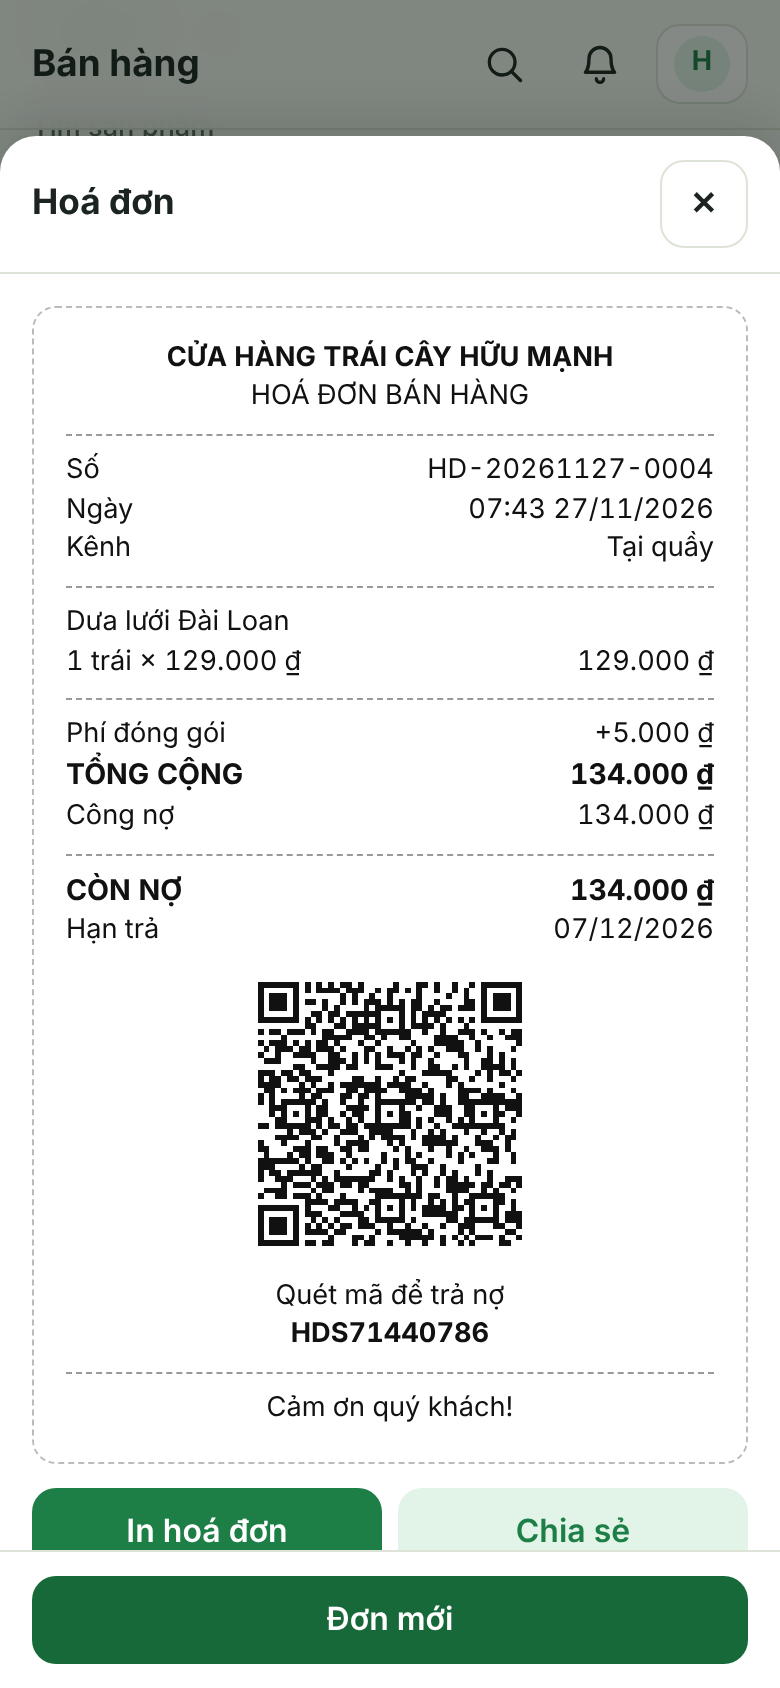 Bán hàng
H
Tìm sản phẩm
Hoá đơn
CỬA HÀNG TRÁI CÂY HỮU MẠNH
HOÁ ĐƠN BÁN HÀNG
Số HD-20261127-0004
Ngày 07:43 27/11/2026
Kênh Tại quầy
Dưa lưới Đài Loan
1 trái × 129.000 ₫ 129.000 ₫
Phí đóng gói +5.000 ₫
TỔNG CỘNG 134.000 ₫
Công nợ 134.000 ₫
CÒN NỢ 134.000 ₫
Hạn trả 07/12/2026
Quét mã để trả nợ
HDS71440786
Cảm ơn quý khách!
In hoá đơn Chia sẻ
Đơn mới